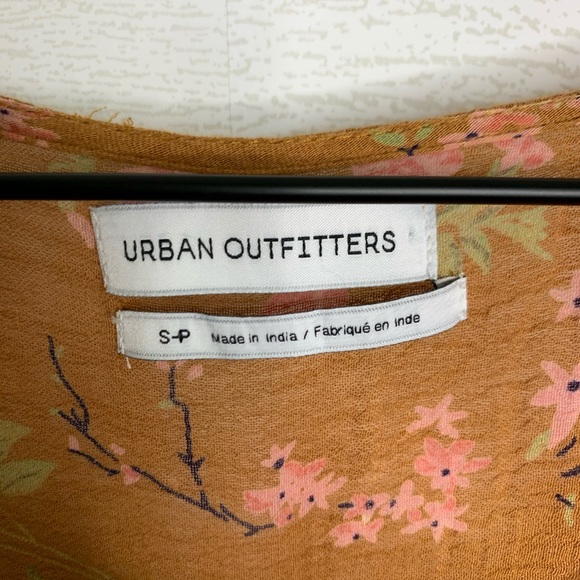 URBAN OUTFITTERS
S-P Made in India / Fabriqué en Inde